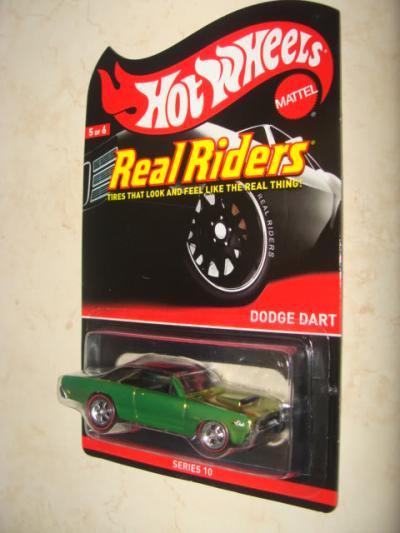 HOT WHEELS
MATTEL
5 OF 6
Real Riders
TIRES THAT LOOK AND FEEL LIKE THE REAL THING!
REAL RIDERS
DODGE DART
SERIES 10